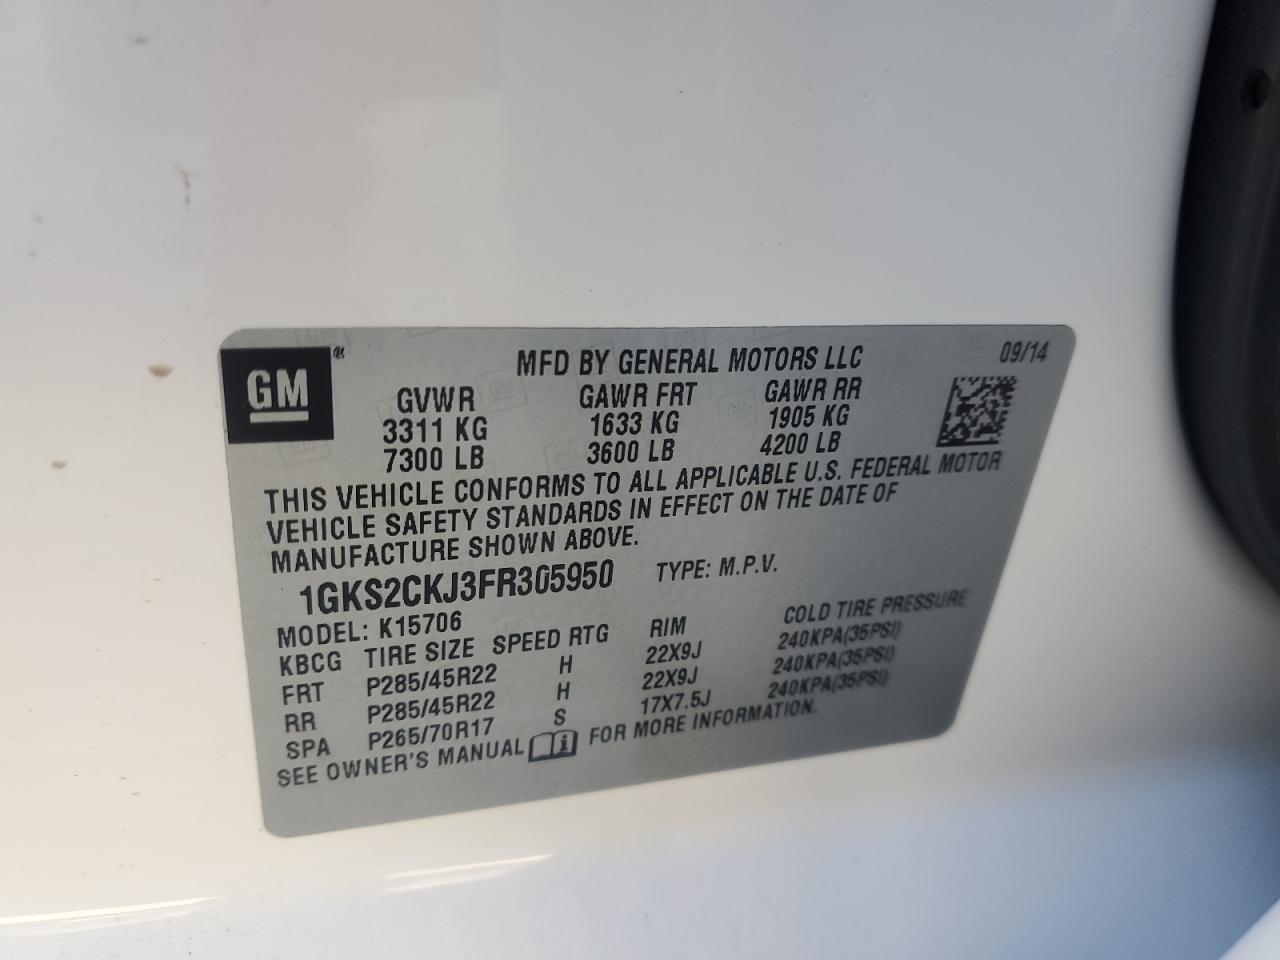 GM
®
MFD BY GENERAL MOTORS LLC
09/14
GVWR GAWR FRT GAWR RR
3311 KG 1633 KG 1905 KG
7300 LB 3600 LB 4200 LB
THIS VEHICLE CONFORMS TO ALL APPLICABLE U.S. FEDERAL MOTOR
VEHICLE SAFETY STANDARDS IN EFFECT ON THE DATE OF
MANUFACTURE SHOWN ABOVE.
1GKS2CKJ3FR305950 TYPE: M.P.V.
MODEL: K15706
KBCG TIRE SIZE SPEED RTG RIM COLD TIRE PRESSURE
FRT P285/45R22 H 22X9J 240KPA(35PSI)
RR P285/45R22 H 22X9J 240KPA(35PSI)
SPA P265/70R17 S 17X7.5J 240KPA(35PSI)
SEE OWNER'S MANUAL i FOR MORE INFORMATION.